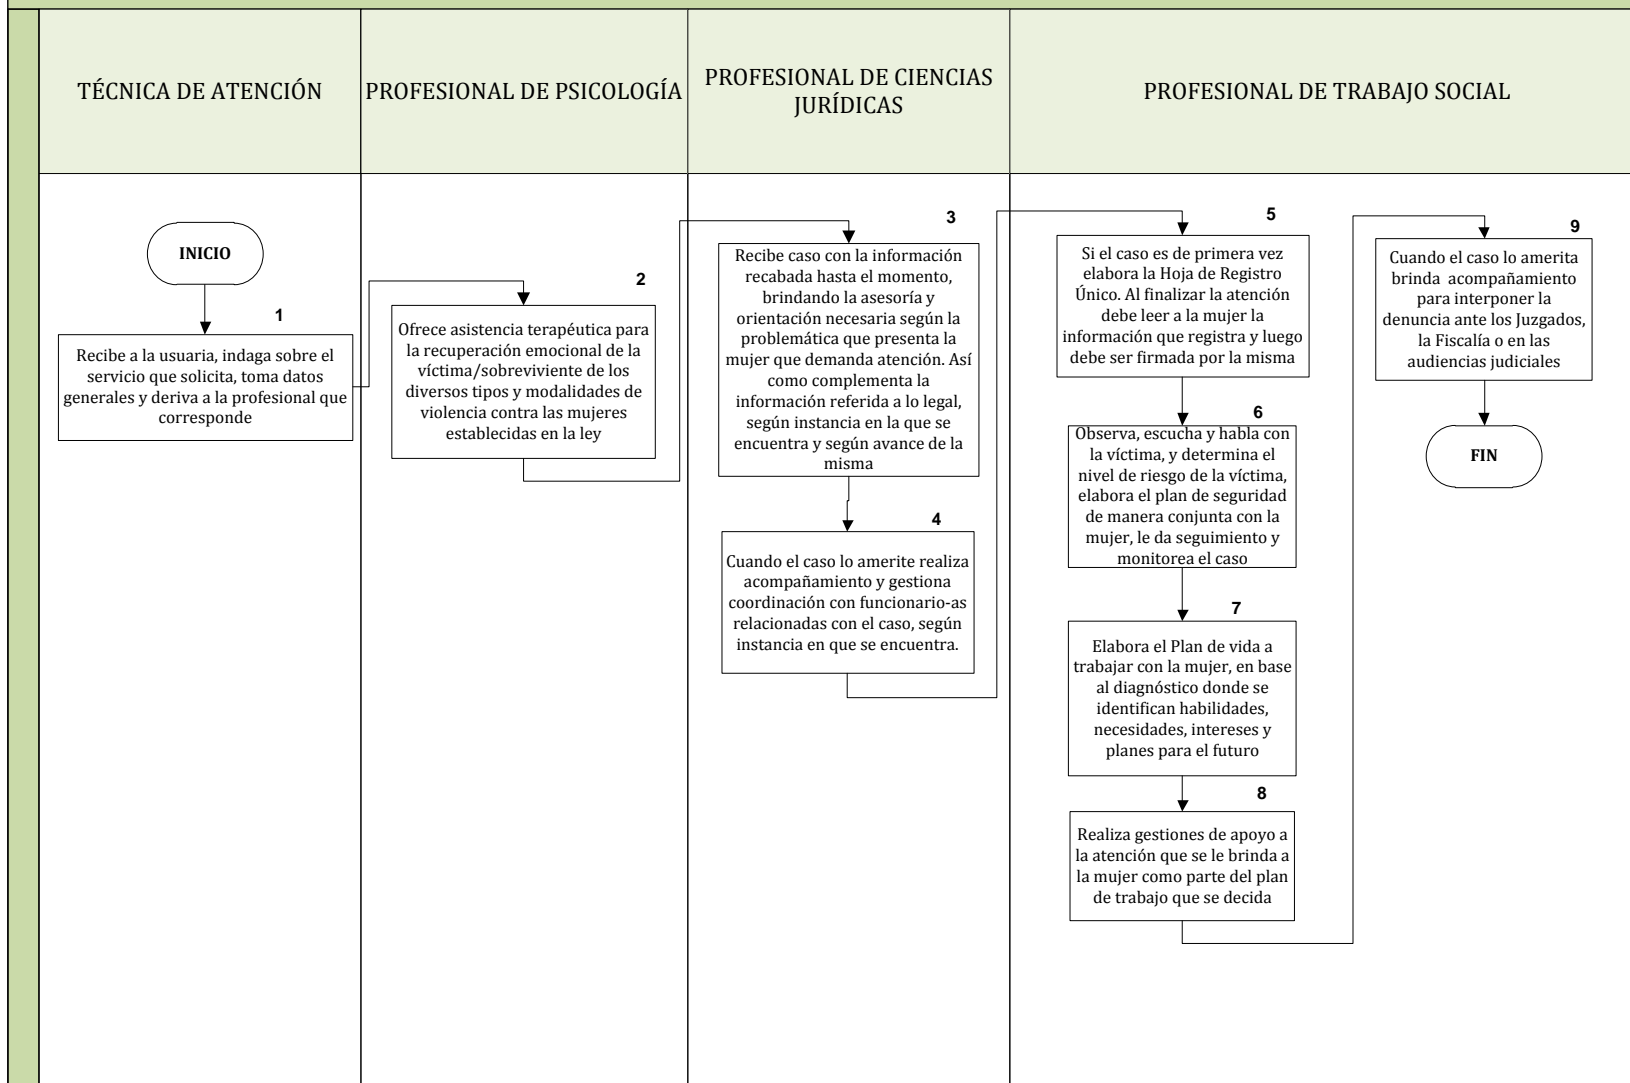 TÉCNICA DE ATENCIÓN
PROFESIONAL DE PSICOLOGÍA
PROFESIONAL DE CIENCIAS
JURÍDICAS
PROFESIONAL DE TRABAJO SOCIAL
INICIO
1
Recibe a la usuaria, indaga sobre el
servicio que solicita, toma datos
generales y deriva a la profesional que
corresponde
2
Ofrece asistencia terapéutica para
la recuperación emocional de la
víctima/sobreviviente de los
diversos tipos y modalidades de
violencia contra las mujeres
establecidas en la ley
3
Recibe caso con la información
recabada hasta el momento,
brindando la asesoría y
orientación necesaria según la
problemática que presenta la
mujer que demanda atención. Así
como complementa la
información referida a lo legal,
según instancia en la que se
encuentra y según avance de la
misma
4
Cuando el caso lo amerite realiza
acompañamiento y gestiona
coordinación con funcionario-as
relacionadas con el caso, según
instancia en que se encuentra.
5
Si el caso es de primera vez
elabora la Hoja de Registro
Único. Al finalizar la atención
debe leer a la mujer la
información que registra y luego
debe ser firmada por la misma
6
Observa, escucha y habla con
la víctima, y determina el
nivel de riesgo de la víctima,
elabora el plan de seguridad
de manera conjunta con la
mujer, le da seguimiento y
monitorea el caso
7
Elabora el Plan de vida a
trabajar con la mujer, en base
al diagnóstico donde se
identifican habilidades,
necesidades, intereses y
planes para el futuro
8
Realiza gestiones de apoyo a
la atención que se le brinda a
la mujer como parte del plan
de trabajo que se decida
9
Cuando el caso lo amerita
brinda acompañamiento
para interponer la
denuncia ante los Juzgados,
la Fiscalía o en las
audiencias judiciales
FIN